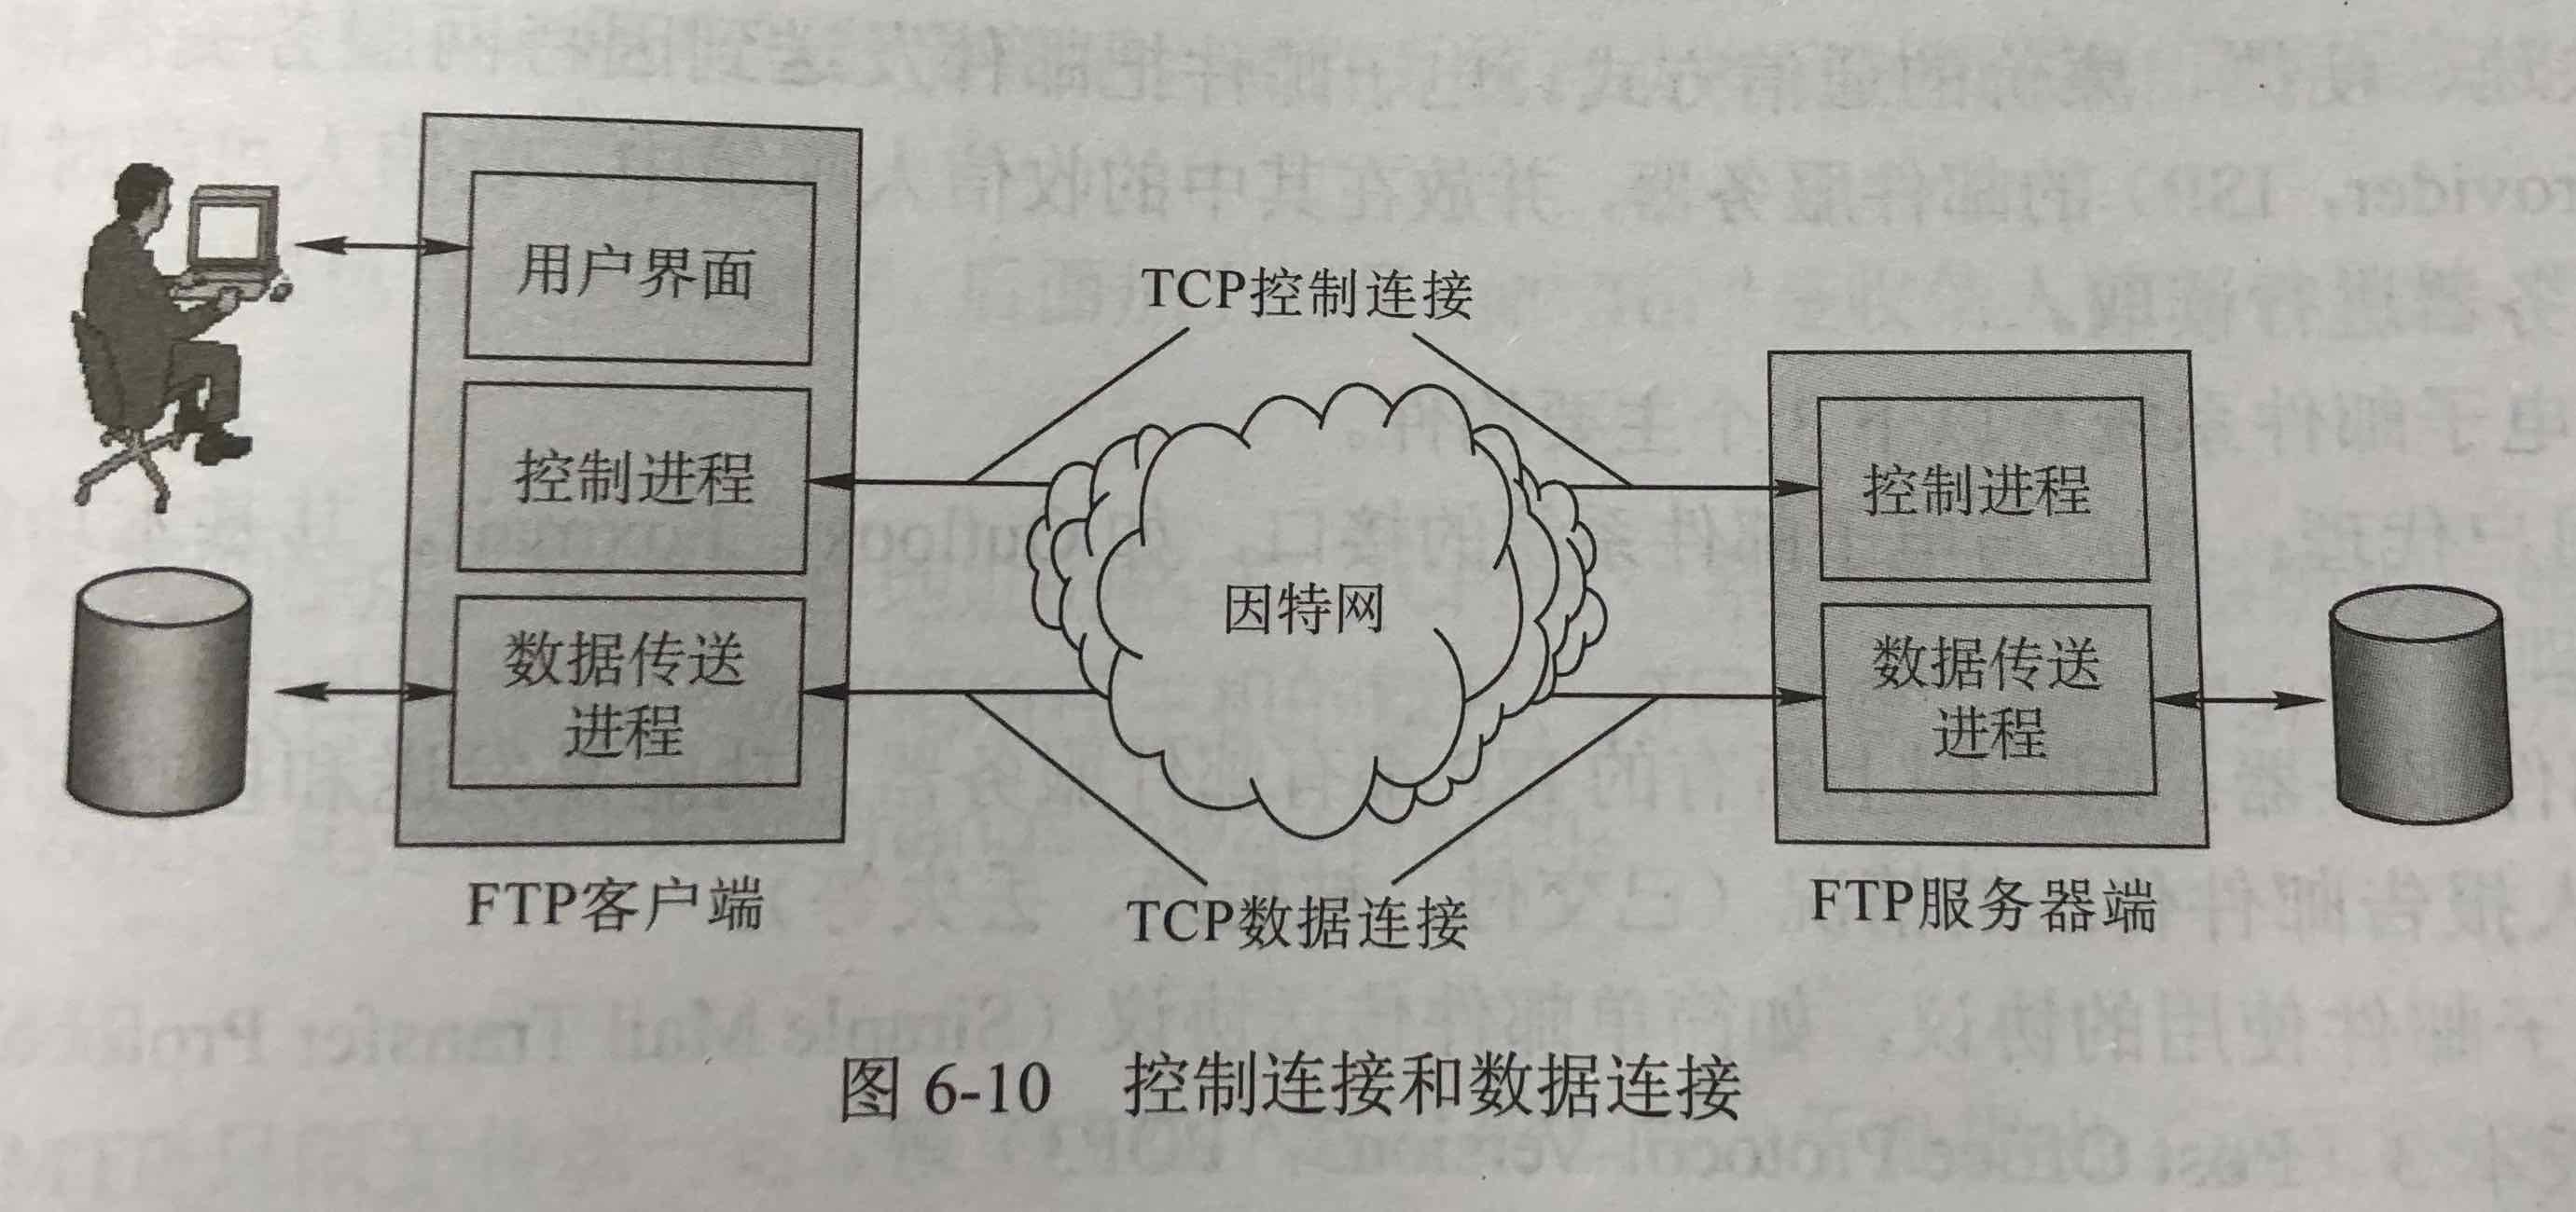 用户界面
TCP控制连接
控制进程
控制进程
因特网
数据传送
进程
数据传送
进程
FTP客户端
TCP数据连接
FTP服务器端
图 6-10 控制连接和数据连接